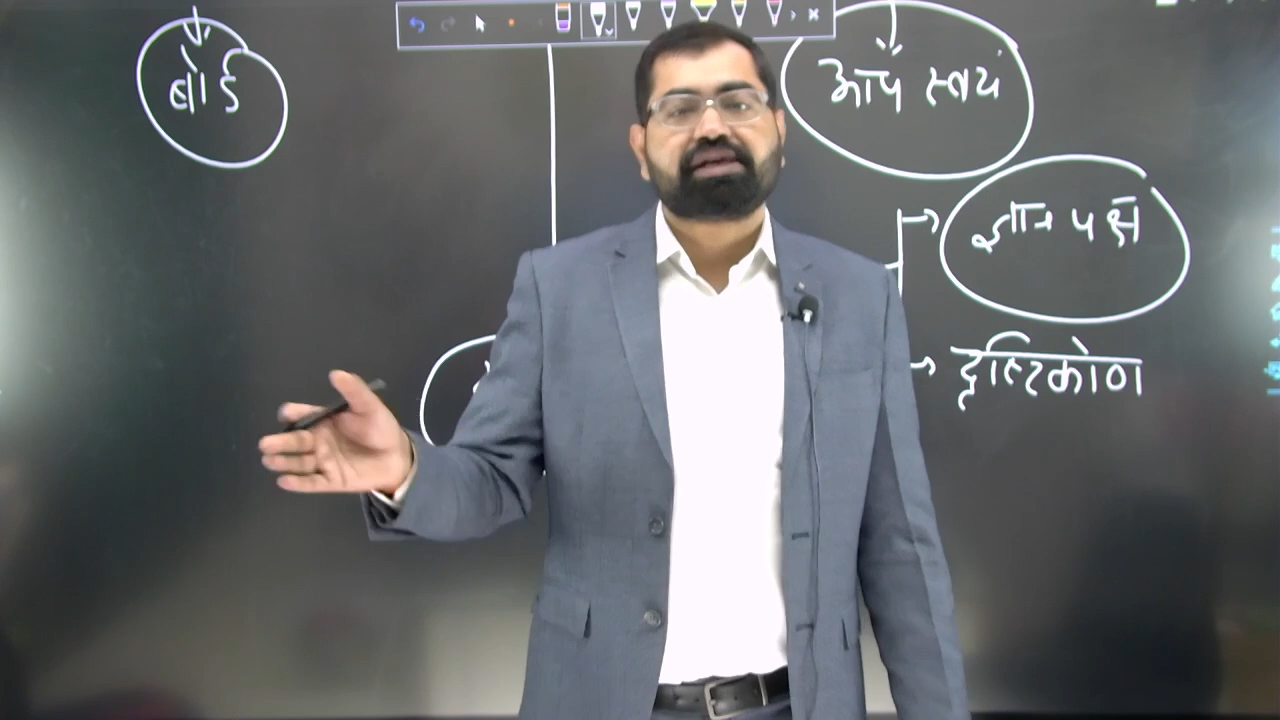 बोर्ड
आप स्वयं
ज्ञान पक्ष
दृष्टिकोण